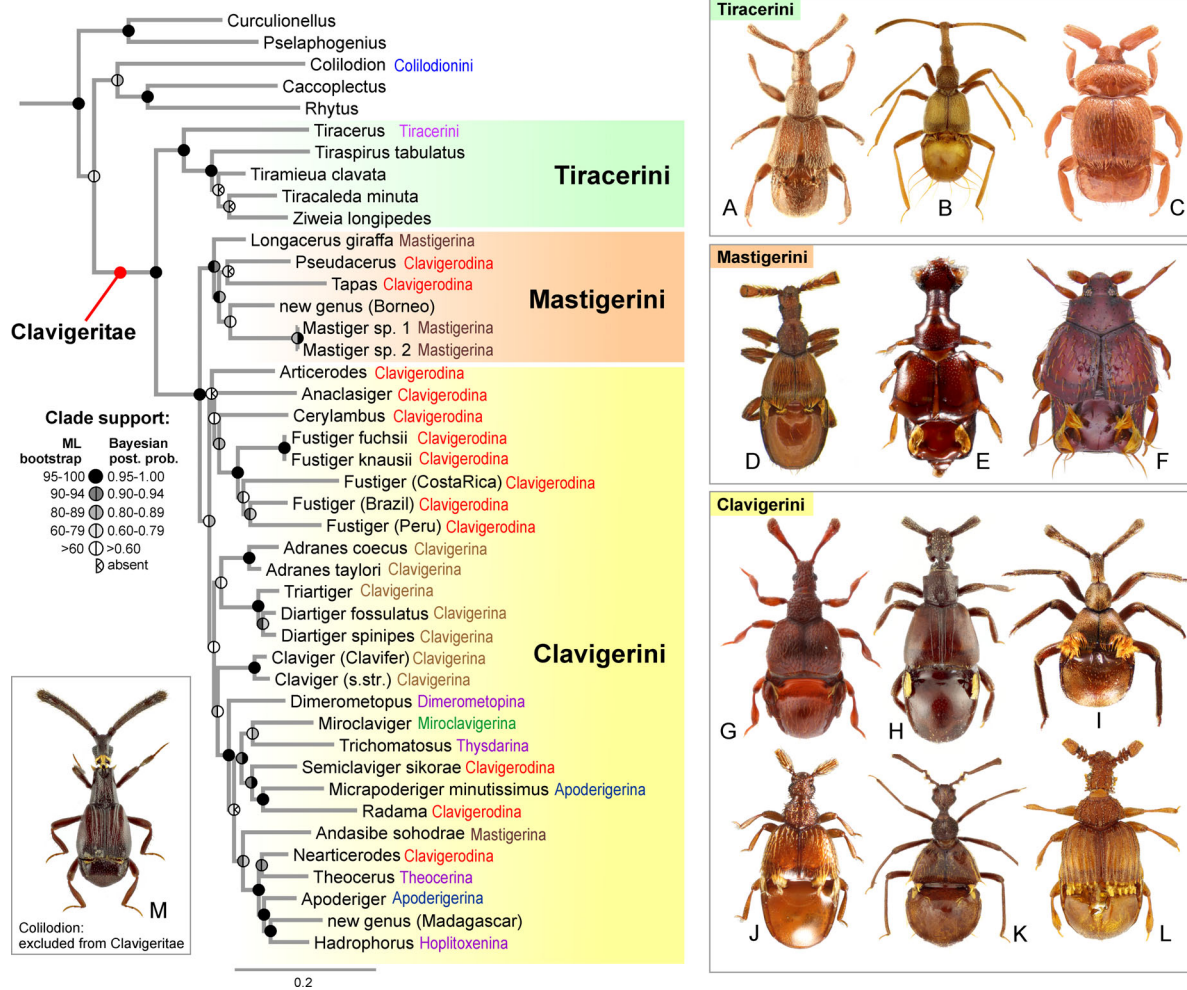 Curculionellus
Pselaphogenius
Colilodion Colilodionini
Caccoplectus
Rhytus
Tiracerus Tiracerini
Tiraspirus tabulatus
Tiramieua clavata
Tiracaleda minuta
Ziweia longipedes
Tiracerini
Longacerus giraffa Mastigerina
Pseudacerus Clavigerodina
Tapas Clavigerodina
new genus (Borneo)
Mastiger sp. 1 Mastigerina
Mastiger sp. 2 Mastigerina
Mastigerini
Clavigeritae
Articerodes Clavigerodina
Anaclasiger Clavigerodina
Cerylambus Clavigerodina
Fustiger fuchsii Clavigerodina
Fustiger knausii Clavigerodina
Fustiger (CostaRica) Clavigerodina
Fustiger (Brazil) Clavigerodina
Fustiger (Peru) Clavigerodina
Adranes coecus Clavigerina
Adranes taylori Clavigerina
Triartiger Clavigerina
Diartiger fossulatus Clavigerina
Diartiger spinipes Clavigerina
Claviger (Clavifer) Clavigerina
Claviger (s.str.) Clavigerina
Dimerometopus Dimerometopina
Miroclaviger Miroclavigerina
Trichomatosus Thysdarina
Semiclaviger sikorae Clavigerodina
Micrapoderiger minutissimus Apoderigerina
Radama Clavigerodina
Andasibe sohodrae Mastigerina
Nearticerodes Clavigerodina
Theocerus Theocerina
Apoderiger Apoderigerina
new genus (Madagascar)
Hadrophorus Hoplitoxenina
Clavigerini
0.2
Clade support:
ML Bayesian
bootstrap post. prob.
95-100 0.95-1.00
90-94 0.90-0.94
80-89 0.80-0.89
60-79 0.60-0.79
>60 >0.60
absent
M
Colilodion:
excluded from Clavigeritae
Tiracerini
A B C
Mastigerini
D E F
Clavigerini
G H I
J K L